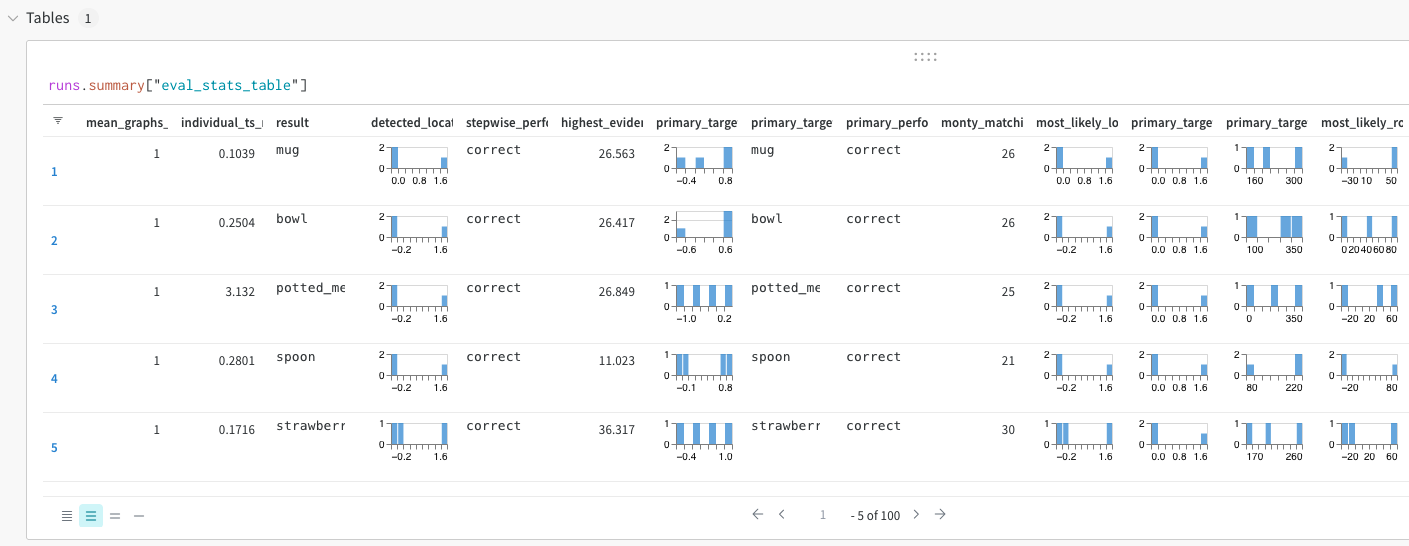 Tables 1
runs.summary["eval_stats_table"]
mean_graphs_ individual_ts_ result detected_locat stepwise_perfo highest_evider primary_targe primary_targe primary_perfo monty_matchi most_likely_lo primary_targe primary_targe most_likely_rc
1 1 0.1039 mug 2 0 0.0 0.8 1.6 correct 26.563 2 0 −0.4 0.8 mug correct 26 2 0 0.0 0.8 1.6 2 0 0.0 0.8 1.6 1 0 160 300 2 0 −30 10 50
2 1 0.2504 bowl 2 0 −0.2 1.6 correct 26.417 2 0 −0.6 0.6 bowl correct 26 2 0 −0.2 1.6 2 0 0.0 0.8 1.6 1 0 100 350 1 0 0 20 40 60 80
3 1 3.132 potted_me 2 0 −0.2 1.6 correct 26.849 1 0 −1.0 0.2 potted_me correct 25 2 0 −0.2 1.6 2 0 0.0 0.8 1.6 1 0 0 350 1 0 −20 20 60
4 1 0.2801 spoon 2 0 −0.2 1.6 correct 11.023 1 0 −0.1 0.8 spoon correct 21 2 0 −0.2 1.6 2 0 0.0 0.8 1.6 2 0 80 220 2 0 −20 80
5 1 0.1716 strawberr 1 0 −0.2 1.6 correct 36.317 1 0 −0.4 1.0 strawberr correct 30 1 0 −0.2 1.6 2 0 0.0 0.8 1.6 1 0 170 260 1 0 −20 20 60
1 - 5 of 100